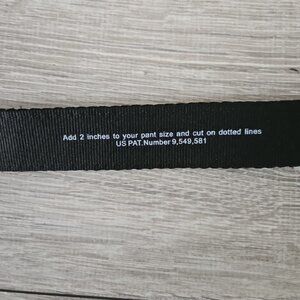 Add 2 inches to your pant size and cut on dotted lines
US PAT.Number 9,549,581